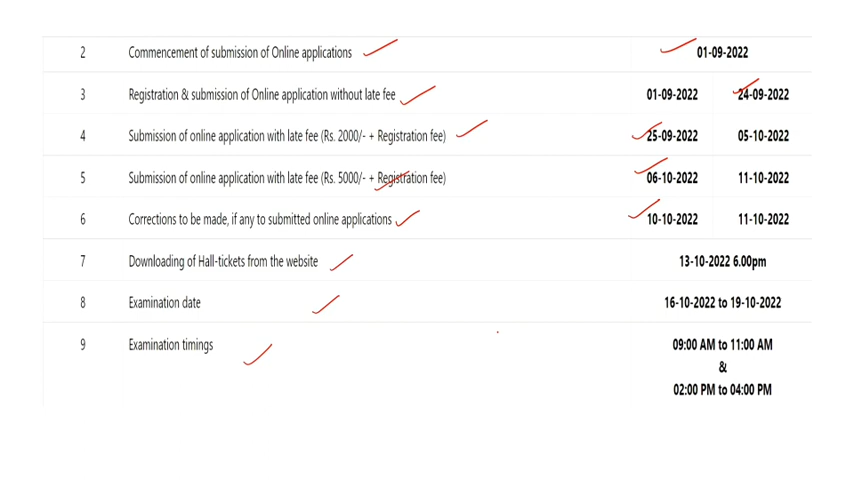 2 Commencement of submission of Online applications 01-09-2022
3 Registration & submission of Online application without late fee 01-09-2022 24-09-2022
4 Submission of online application with late fee (Rs. 2000/- + Registration fee) 25-09-2022 05-10-2022
5 Submission of online application with late fee (Rs. 5000/- + Registration fee) 06-10-2022 11-10-2022
6 Corrections to be made, if any to submitted online applications 10-10-2022 11-10-2022
7 Downloading of Hall-tickets from the website 13-10-2022 6.00pm
8 Examination date 16-10-2022 to 19-10-2022
9 Examination timings 09:00 AM to 11:00 AM
&
02:00 PM to 04:00 PM